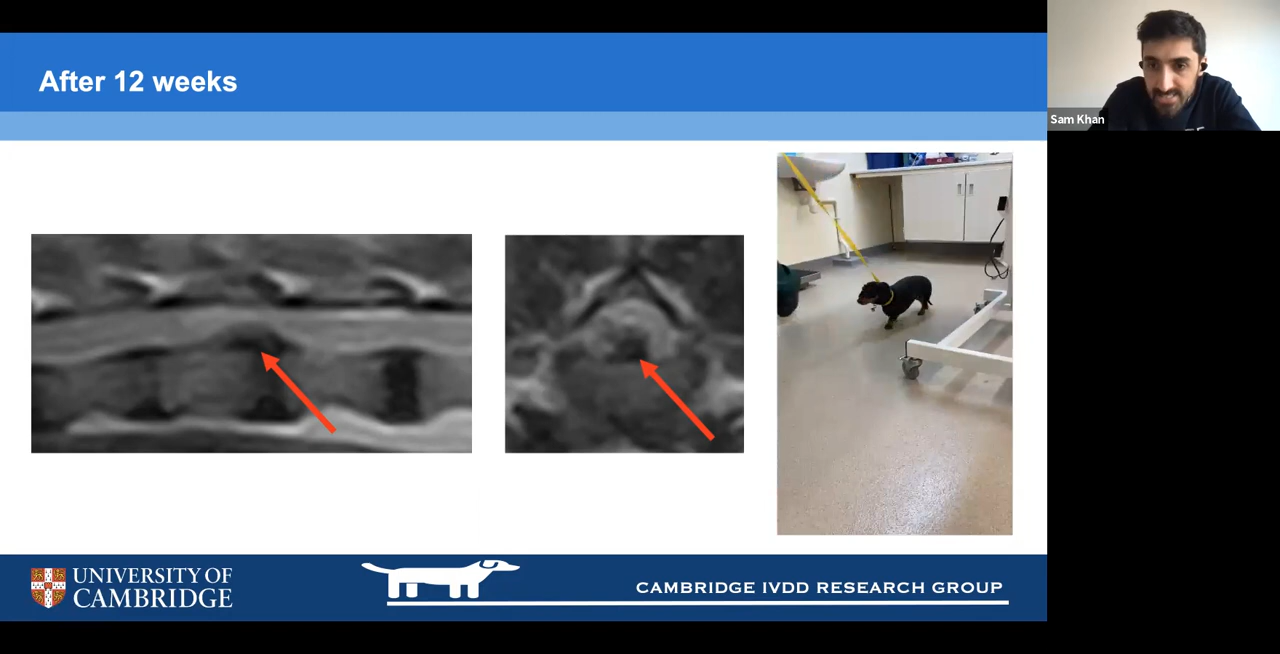 After 12 weeks
Sam Khan
UNIVERSITY OF
CAMBRIDGE
CAMBRIDGE IVDD RESEARCH GROUP